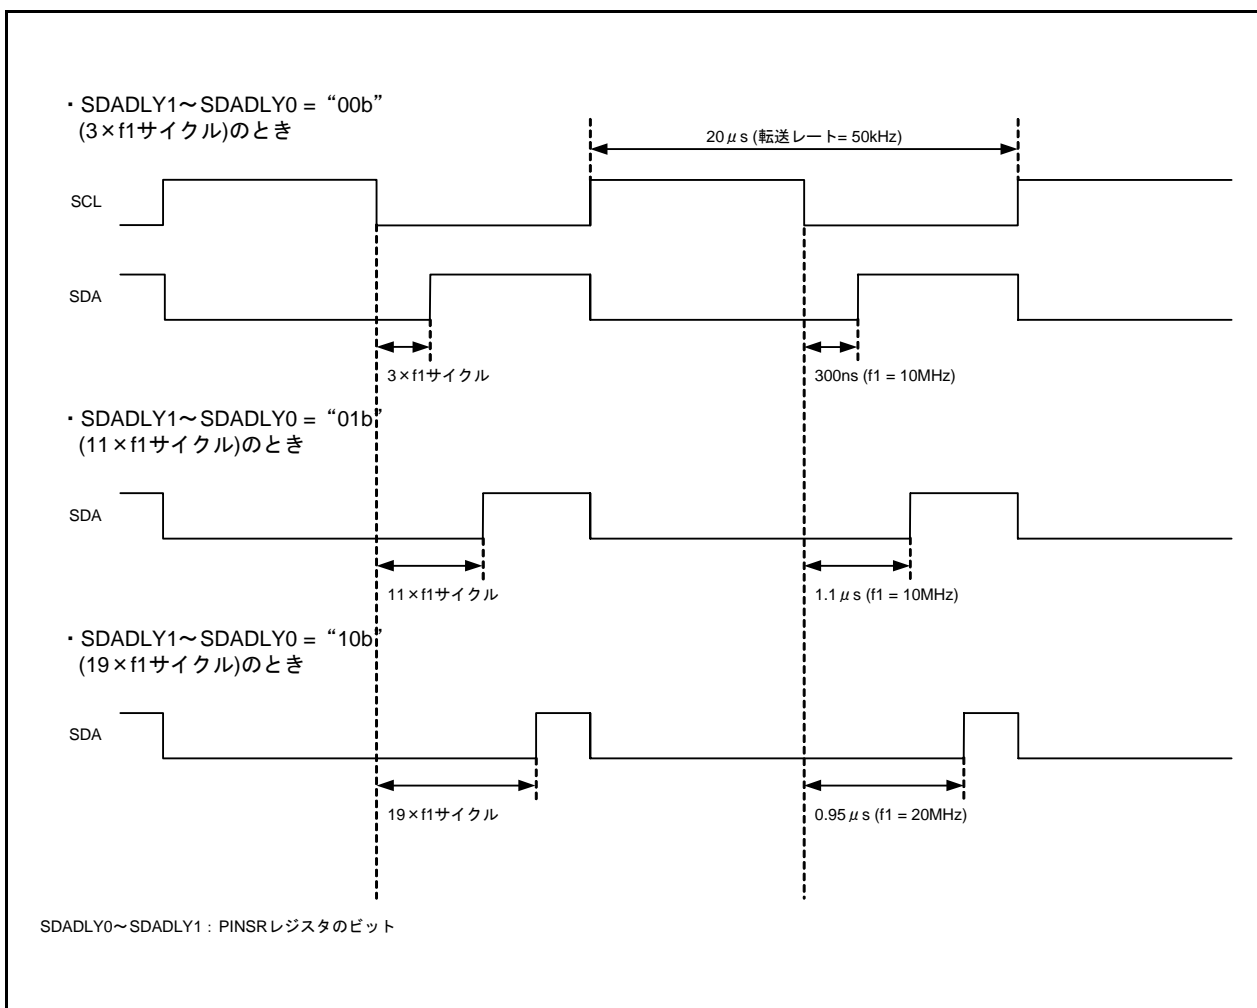 ・SDADLY1～SDADLY0 = “00b”
(3×f1サイクル)のとき
20μs (転送レート= 50kHz)
SCL
SDA
3×f1サイクル
300ns (f1 = 10MHz)
・SDADLY1～SDADLY0 = “01b”
(11×f1サイクル)のとき
SDA
11×f1サイクル
1.1μs (f1 = 10MHz)
・SDADLY1～SDADLY0 = “10b”
(19×f1サイクル)のとき
SDA
19×f1サイクル
0.95μs (f1 = 20MHz)
SDADLY0～SDADLY1：PINSRレジスタのビット